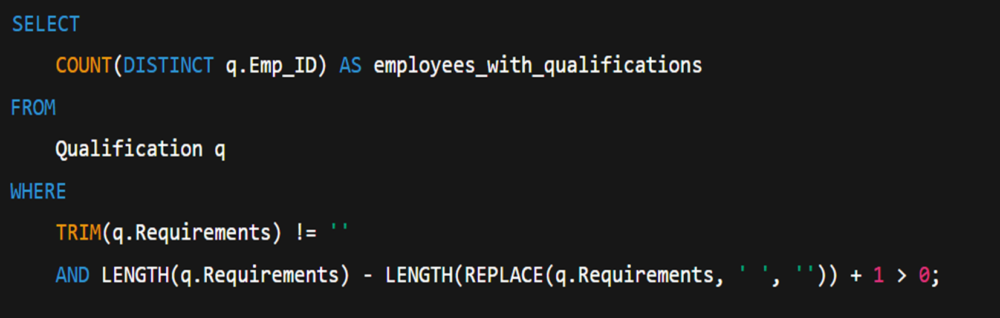 SELECT
COUNT(DISTINCT q.Emp_ID) AS employees_with_qualifications
FROM
Qualification q
WHERE
TRIM(q.Requirements) != ''
AND LENGTH(q.Requirements) - LENGTH(REPLACE(q.Requirements, ' ', '')) + 1 > 0;